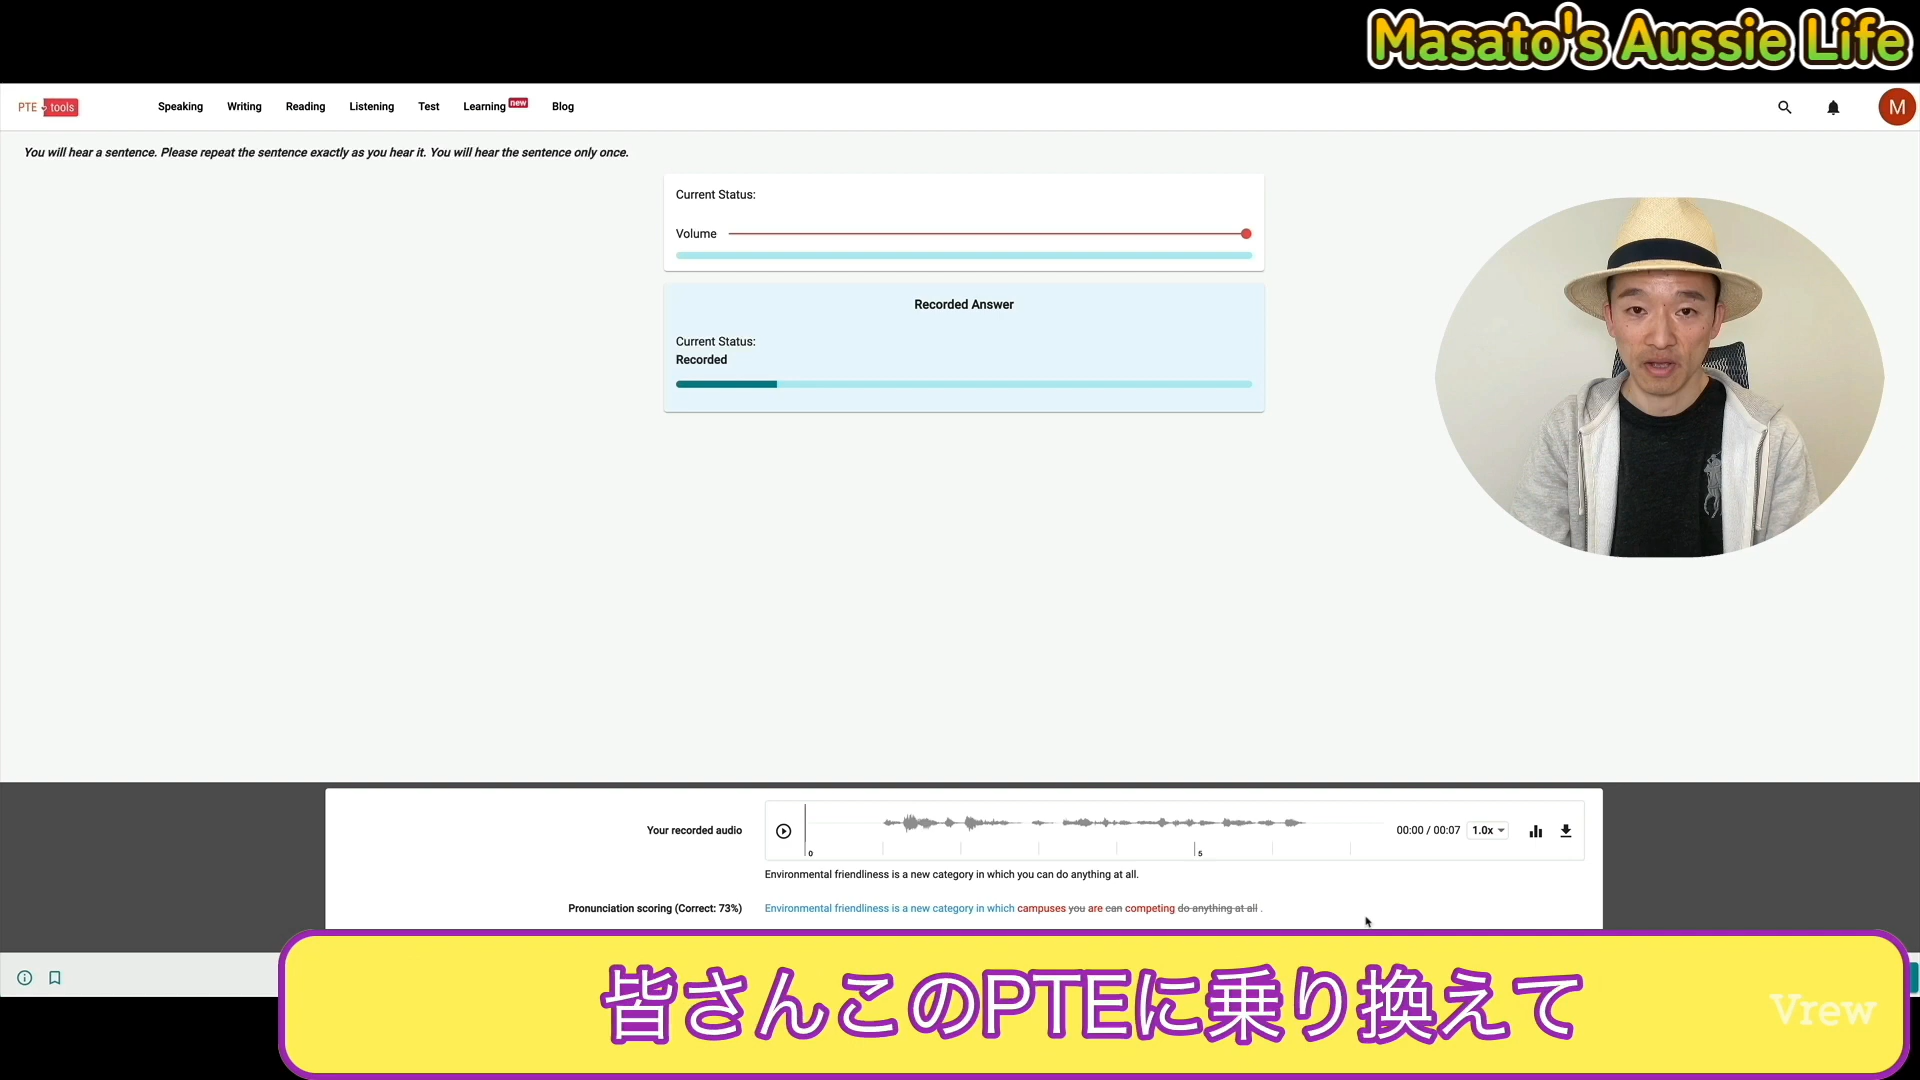 Masato's Aussie Life
PTE tools
Speaking Writing Reading Listening Test Learning new Blog
M
You will hear a sentence. Please repeat the sentence exactly as you hear it. You will hear the sentence only once.
Current Status:
Volume
Recorded Answer
Current Status:
Recorded
Your recorded audio
0
5
00:00 / 00:07
1.0x
Environmental friendliness is a new category in which you can do anything at all.
Pronunciation scoring (Correct: 73%)
Environmental friendliness is a new category in which campuses you are can competing do anything at all .
皆さんこのPTEに乗り換えて
Vrew